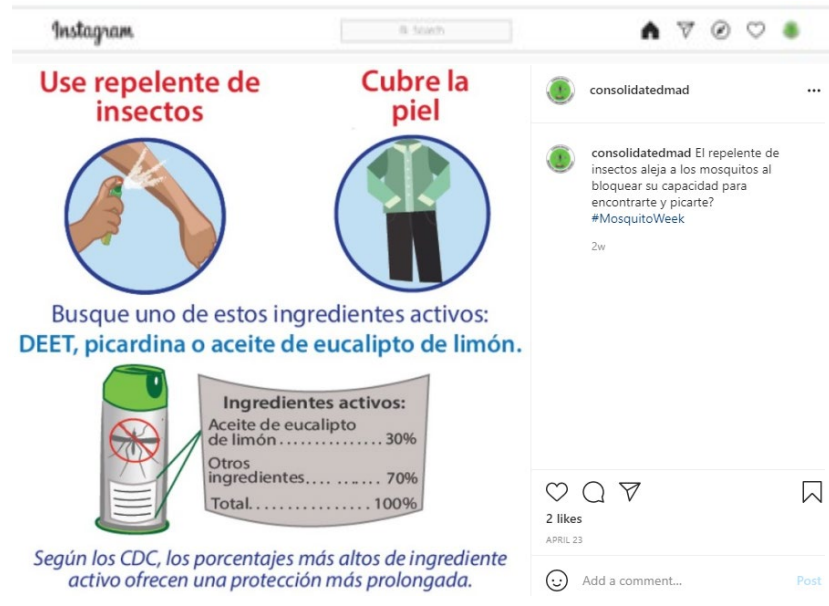 Instagram
Search
Use repelente de
insectos
Cubre la
piel
Busque uno de estos ingredientes activos:
DEET, picardina o aceite de eucalipto de limón.
Ingredientes activos:
Aceite de eucalipto
de limón............... 30%
Otros
ingredientes.... ...... 70%
Total................ 100%
Según los CDC, los porcentajes más altos de ingrediente
activo ofrecen una protección más prolongada.
consolidatedmad
consolidatedmad El repelente de
insectos aleja a los mosquitos al
bloquear su capacidad para
encontrarte y picarte?
#MosquitoWeek
2w
2 likes
APRIL 23
Add a comment...
Post